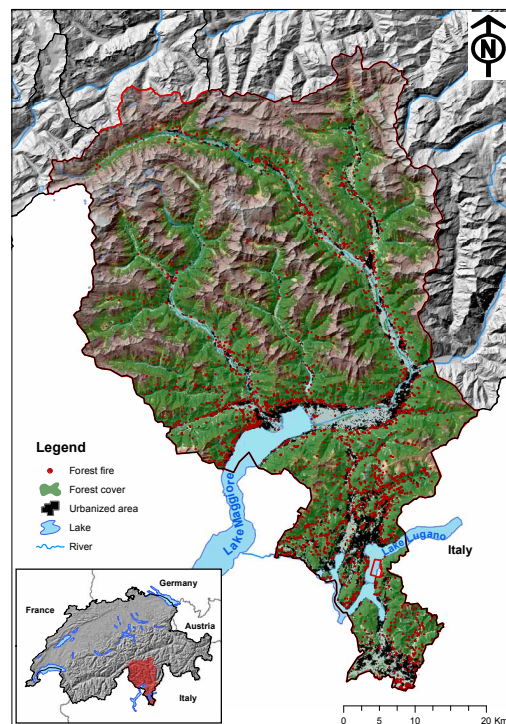 N
Legend
Forest fire
Forest cover
Urbanized area
Lake
River
Lake Maggiore
Lake Lugano
Italy
Germany
France
Austria
Italy
0 5 10 20 Km